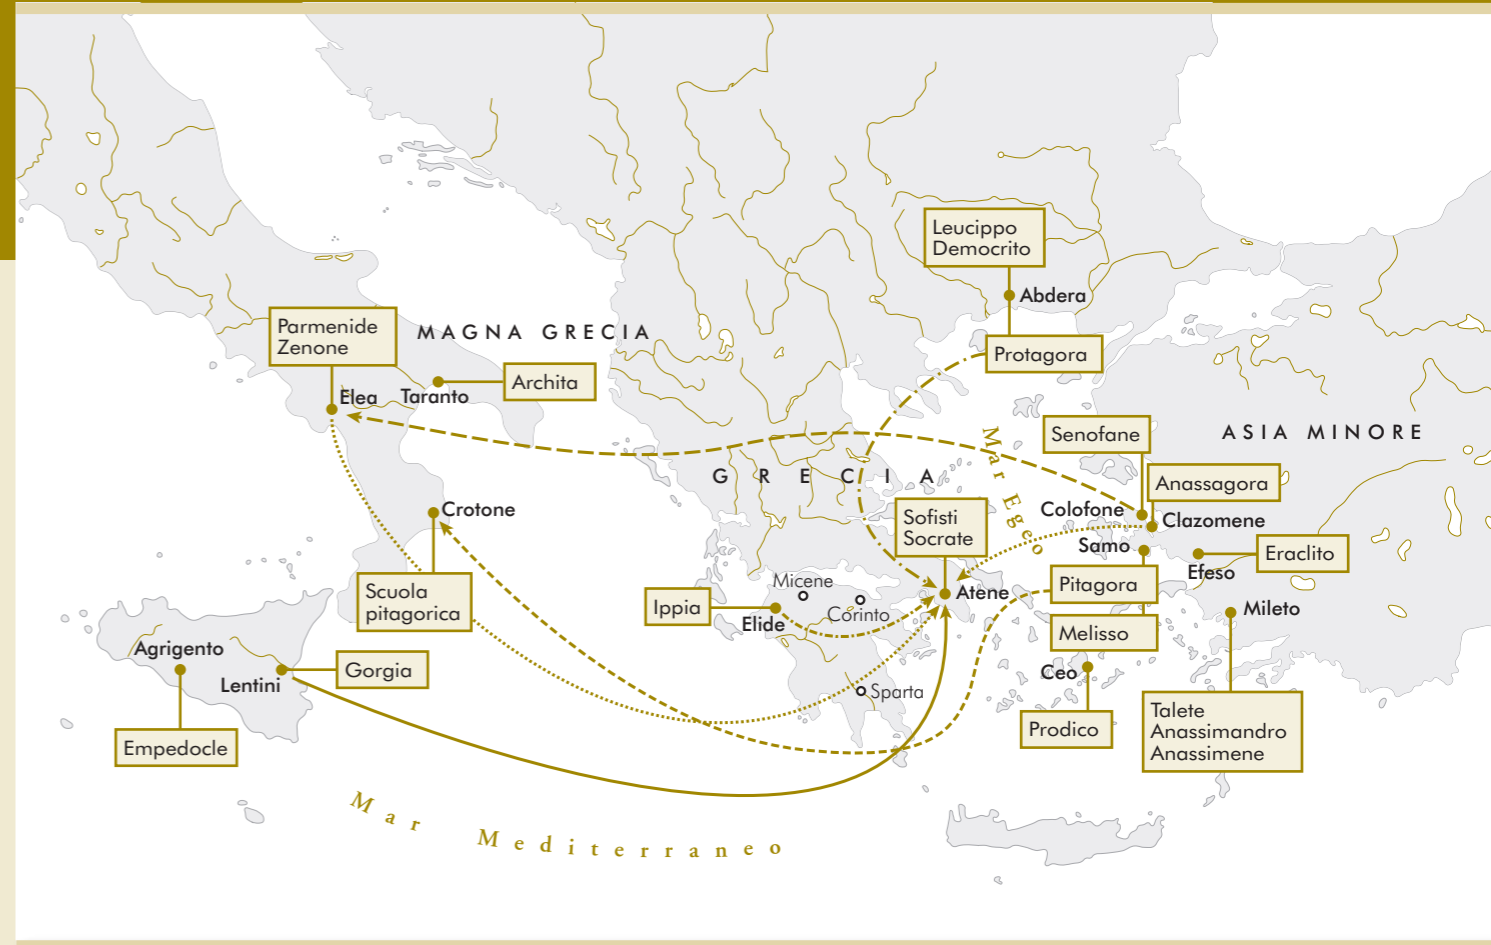 Leucippo
Democrito
Abdera
Parmenide
Zenone
MAGNA GRECIA
Protagora
Archita
Elea
Taranto
Senofane
ASIA MINORE
Mar Egeo
GRECIA
Anassagora
Crotone
Sofisti
Socrate
Colofone
Clazomene
Samo
Eraclito
Efeso
Scuola
pitagorica
Micene
Ippia
Elide
Corinto
Atene
Pitagora
Mileto
Melisso
Agrigento
Lentini
Gorgia
Ceo
Sparta
Empedocle
Prodico
Talete
Anassimandro
Anassimene
Mar Mediterraneo